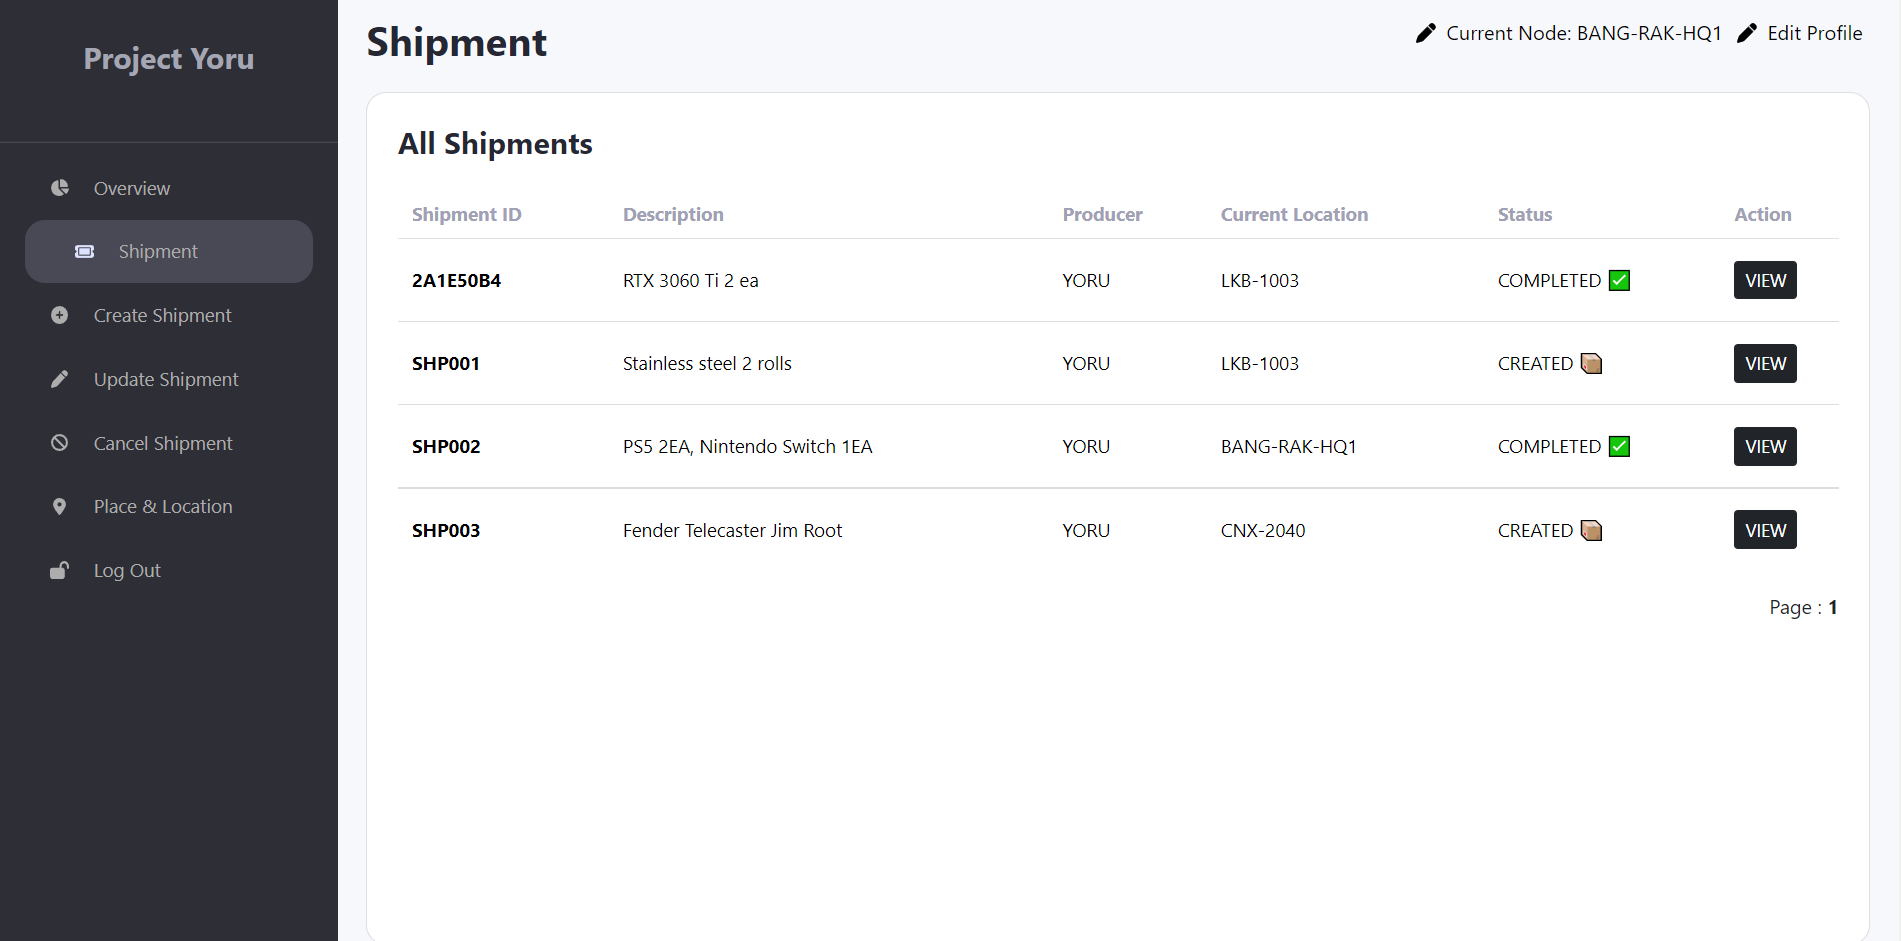 Project Yoru
Overview
Shipment
Create Shipment
Update Shipment
Cancel Shipment
Place & Location
Log Out
Shipment
Current Node: BANG-RAK-HQ1 Edit Profile
All Shipments
Shipment ID Description Producer Current Location Status Action
2A1E50B4 RTX 3060 Ti 2 ea YORU LKB-1003 COMPLETED ✅ VIEW
SHP001 Stainless steel 2 rolls YORU LKB-1003 CREATED 📦 VIEW
SHP002 PS5 2EA, Nintendo Switch 1EA YORU BANG-RAK-HQ1 COMPLETED ✅ VIEW
SHP003 Fender Telecaster Jim Root YORU CNX-2040 CREATED 📦 VIEW
Page : 1